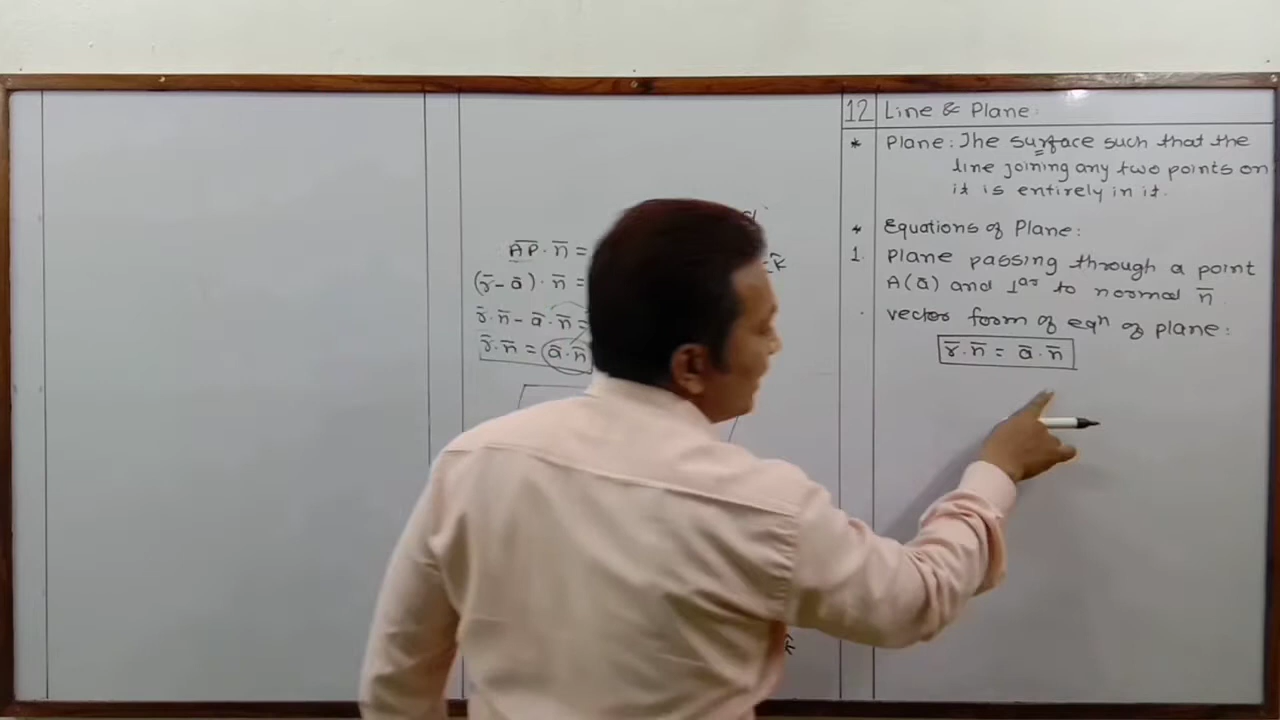 A̅P̅ · n̅ =
(r̅ - a̅) · n̅ =
r̅ · n̅ - a̅ · n̅ =
r̅ · n̅ = a̅ · n̅
k̂
12 Line & Plane:
* Plane: The surface such that the
line joining any two points on
it is entirely in it.
* Equations of Plane:
1. Plane passing through a point
A(a̅) and ⊥ar to normal n̅
· vector form of eqn of plane:
r̅ · n̅ = a̅ · n̅